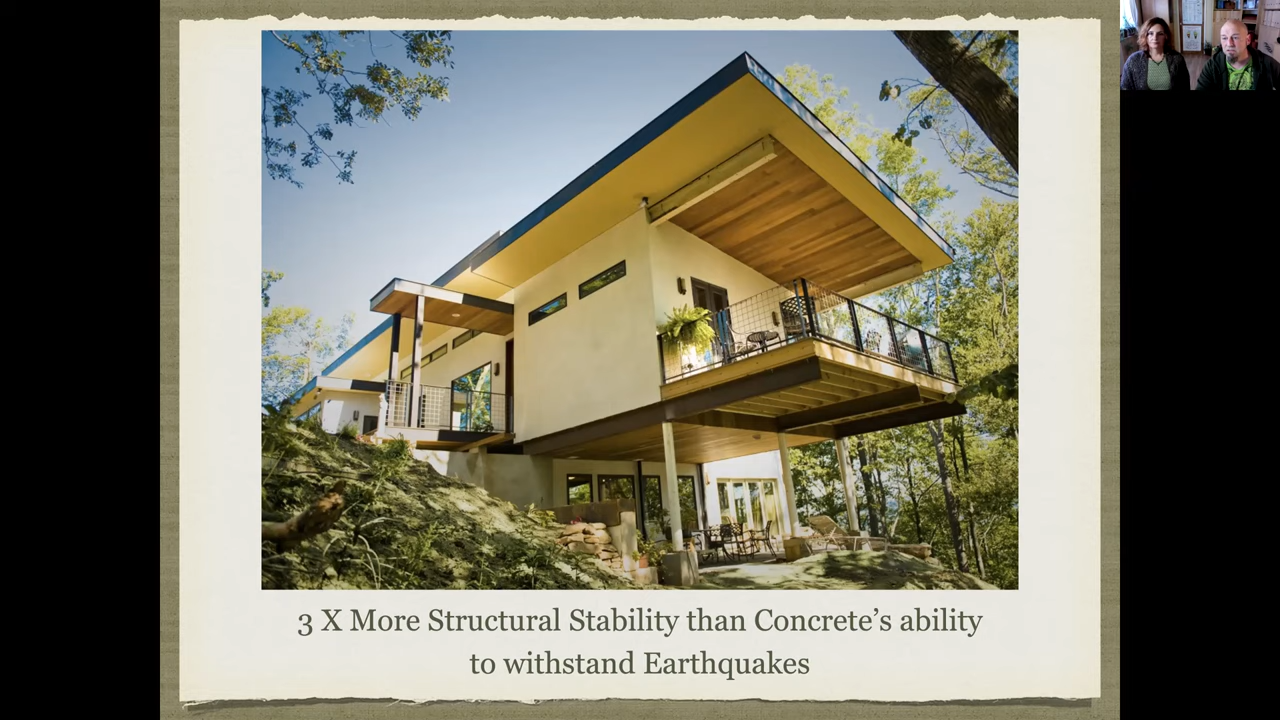 3 X More Structural Stability than Concrete’s ability
to withstand Earthquakes